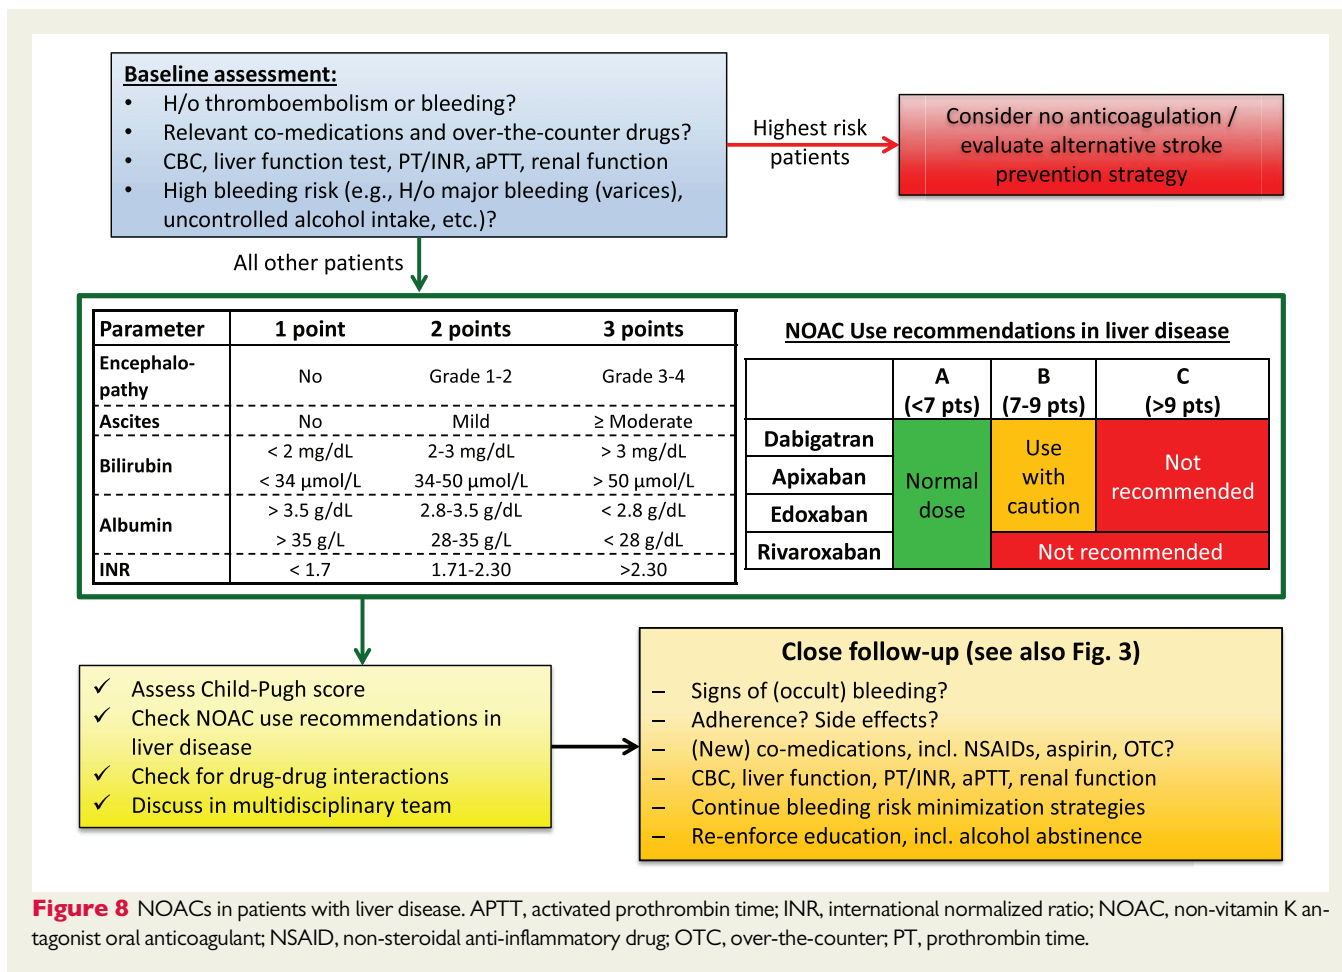 Baseline assessment:
• H/o thromboembolism or bleeding?
• Relevant co-medications and over-the-counter drugs?
• CBC, liver function test, PT/INR, aPTT, renal function
• High bleeding risk (e.g., H/o major bleeding (varices),
uncontrolled alcohol intake, etc.)?
Highest risk
patients
Consider no anticoagulation /
evaluate alternative stroke
prevention strategy
All other patients
Parameter 1 point 2 points 3 points
Encephalo-
pathy No Grade 1-2 Grade 3-4
Ascites No Mild ≥ Moderate
Bilirubin < 2 mg/dL 2-3 mg/dL > 3 mg/dL
< 34 µmol/L 34-50 µmol/L > 50 µmol/L
Albumin > 3.5 g/dL 2.8-3.5 g/dL < 2.8 g/dL
> 35 g/L 28-35 g/L < 28 g/dL
INR < 1.7 1.71-2.30 >2.30
NOAC Use recommendations in liver disease
A B C
(<7 pts) (7-9 pts) (>9 pts)
Dabigatran
Apixaban
Edoxaban
Rivaroxaban
Normal
dose
Use
with
caution
Not
recommended
Not recommended
✓ Assess Child-Pugh score
✓ Check NOAC use recommendations in
liver disease
✓ Check for drug-drug interactions
✓ Discuss in multidisciplinary team
Close follow-up (see also Fig. 3)
– Signs of (occult) bleeding?
– Adherence? Side effects?
– (New) co-medications, incl. NSAIDs, aspirin, OTC?
– CBC, liver function, PT/INR, aPTT, renal function
– Continue bleeding risk minimization strategies
– Re-enforce education, incl. alcohol abstinence
Figure 8 NOACs in patients with liver disease. APTT, activated prothrombin time; INR, international normalized ratio; NOAC, non-vitamin K an-
tagonist oral anticoagulant; NSAID, non-steroidal anti-inflammatory drug; OTC, over-the-counter; PT, prothrombin time.